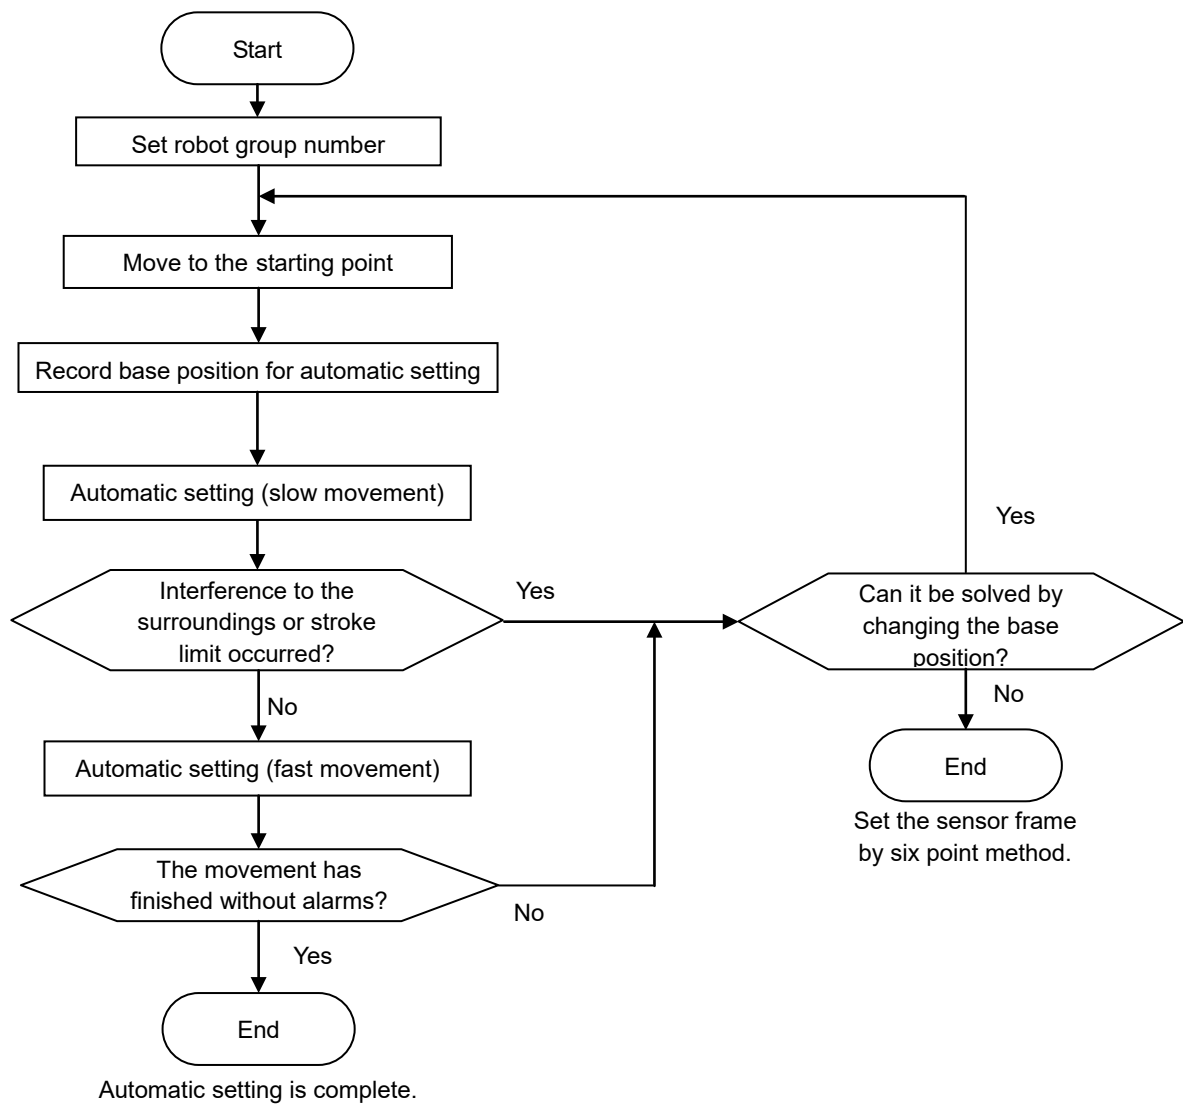 Start
Set robot group number
Move to the starting point
Record base position for automatic setting
Automatic setting (slow movement)
Interference to the
surroundings or stroke
limit occurred?
Yes
No
Automatic setting (fast movement)
The movement has
finished without alarms?
No
Yes
End
Automatic setting is complete.
Yes
Can it be solved by
changing the base
position?
No
End
Set the sensor frame
by six point method.